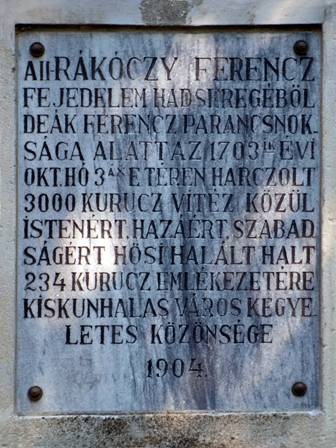 A II-RÁKÓCZY FERENCZ
FEJEDELEM HADSEREGÉBŐL
DEÁK FERENCZ PARANCSNOK-
SÁGA ALATT AZ 1703IK ÉVI
OKT. HÓ 3ÁN E TÉREN HARCZOLT
3000 KURUCZ VITÉZ KÖZÜL
ISTENÉRT, HAZÁÉRT, SZABAD
SÁGÉRT HŐSI HALÁLT HALT
234 KURUCZ EMLÉKEZETÉRE
KISKUNHALAS VÁROS KEGYE-
LETES KÖZÖNSÉGE
1904.